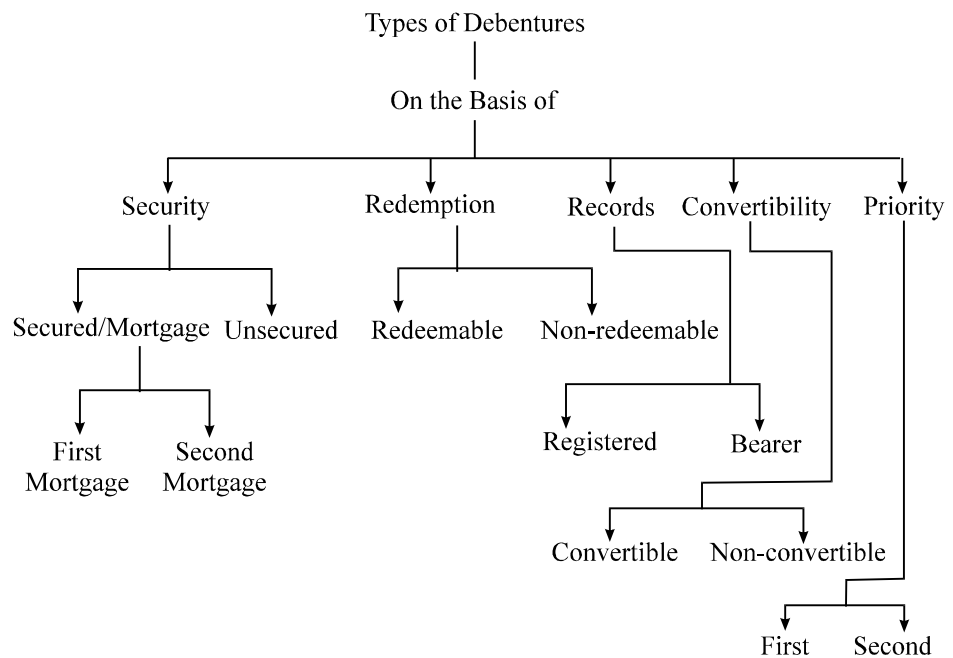 Types of Debentures
On the Basis of
Security
Redemption
Records
Convertibility
Priority
Secured/Mortgage
Unsecured
Redeemable
Non-redeemable
First
Mortgage
Second
Mortgage
Registered
Bearer
Convertible
Non-convertible
First
Second